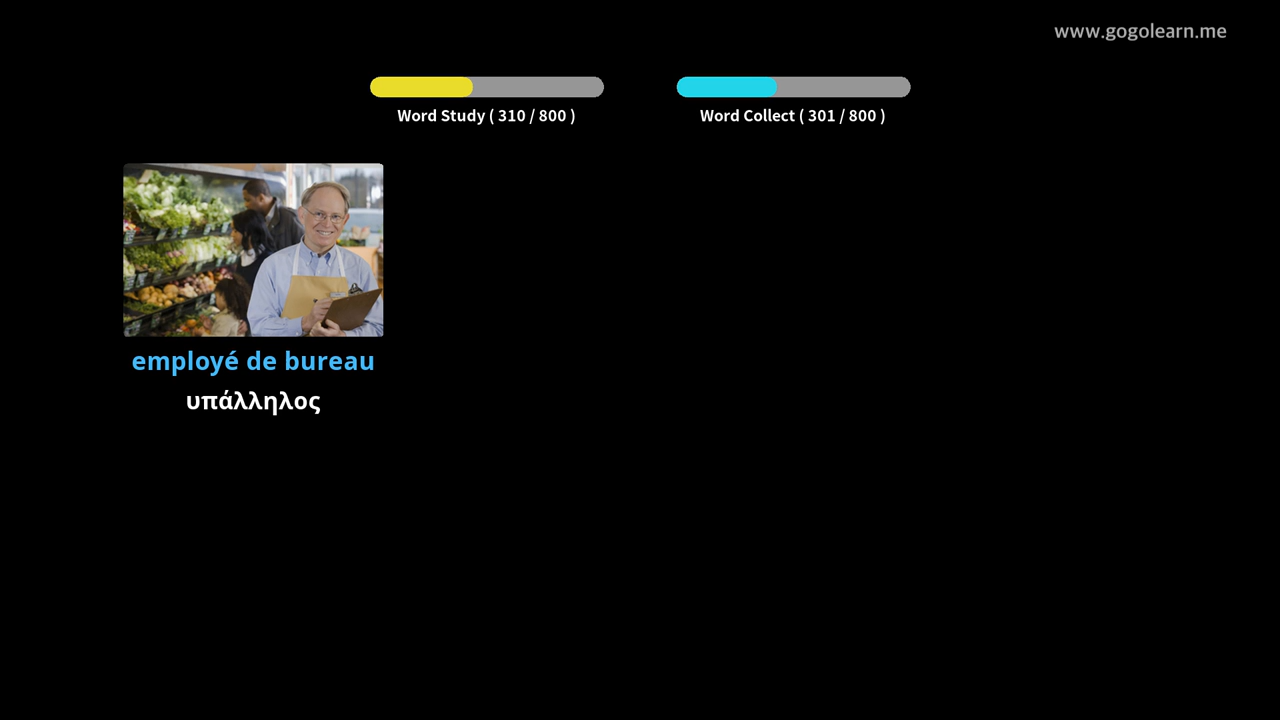 www.gogolearn.me
Word Study ( 310 / 800 )
Word Collect ( 301 / 800 )
employé de bureau
υπάλληλος